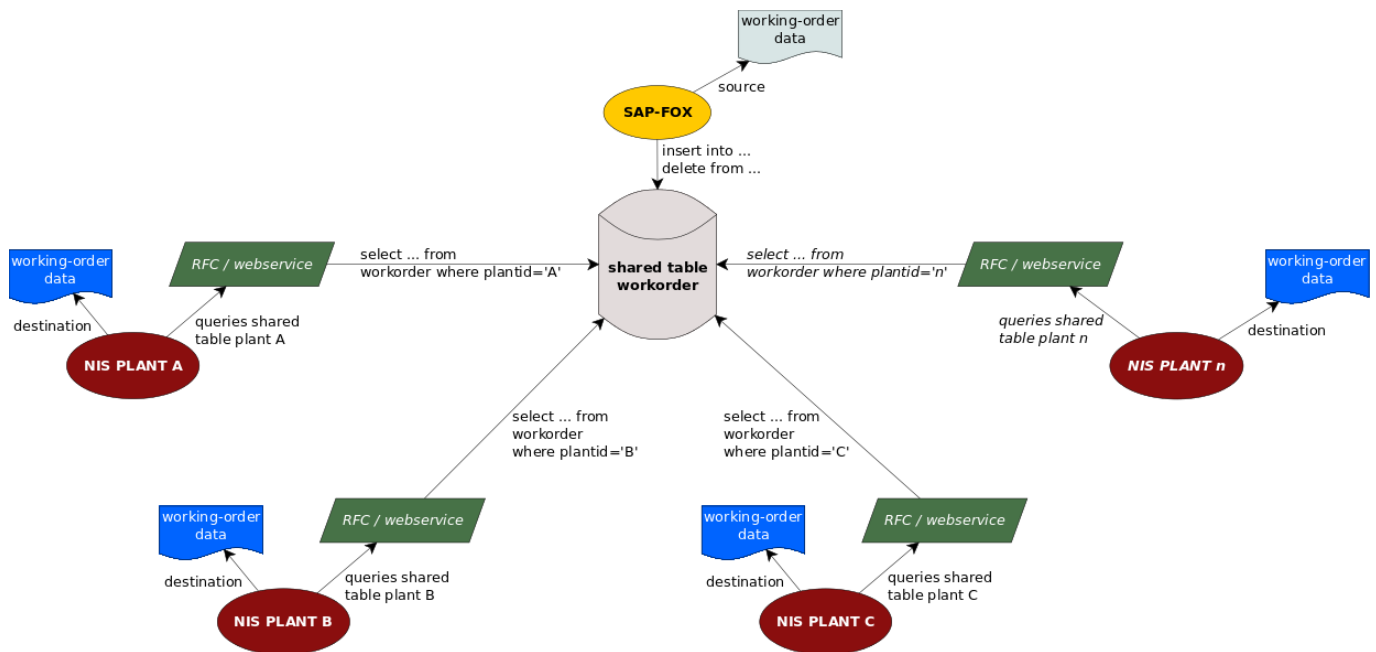 working-order
data
source
SAP-FOX
insert into ...
delete from ...
working-order
data
RFC / webservice
select ... from
workorder where plantid='A'
shared table
workorder
select ... from
workorder where plantid='n'
RFC / webservice
working-order
data
destination
queries shared
table plant A
NIS PLANT A
queries shared
table plant n
destination
NIS PLANT n
select ... from
workorder
where plantid='B'
select ... from
workorder
where plantid='C'
working-order
data
RFC / webservice
destination
queries shared
table plant B
NIS PLANT B
working-order
data
RFC / webservice
destination
queries shared
table plant C
NIS PLANT C